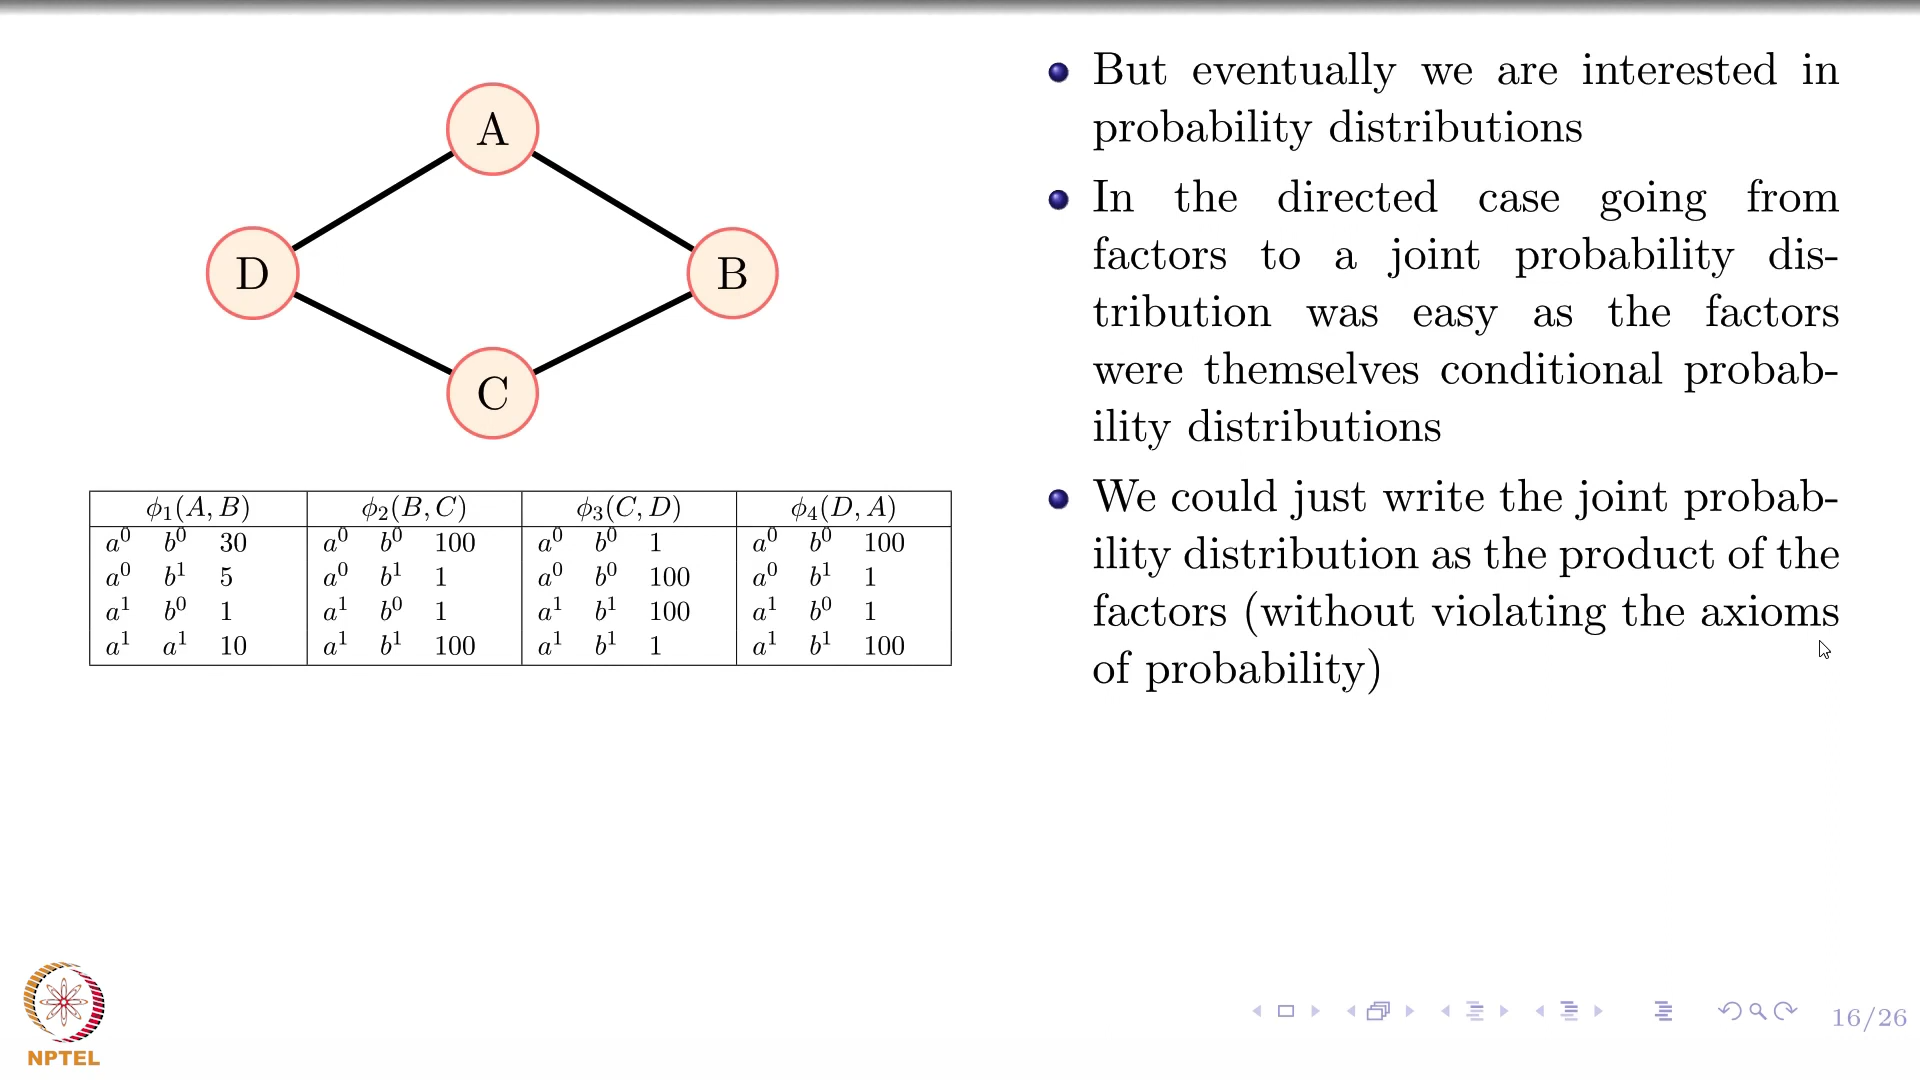 A
D
B
C
ϕ₁(A, B) ϕ₂(B, C) ϕ₃(C, D) ϕ₄(D, A)
a⁰ b⁰ 30 a⁰ b⁰ 100 a⁰ b⁰ 1 a⁰ b⁰ 100
a⁰ b¹ 5 a⁰ b¹ 1 a⁰ b⁰ 100 a⁰ b¹ 1
a¹ b⁰ 1 a¹ b⁰ 1 a¹ b¹ 100 a¹ b⁰ 1
a¹ a¹ 10 a¹ b¹ 100 a¹ b¹ 1 a¹ b¹ 100
But eventually we are interested in
probability distributions
In the directed case going from
factors to a joint probability dis-
tribution was easy as the factors
were themselves conditional probab-
ility distributions
We could just write the joint probab-
ility distribution as the product of the
factors (without violating the axioms
of probability)
NPTEL
16/26